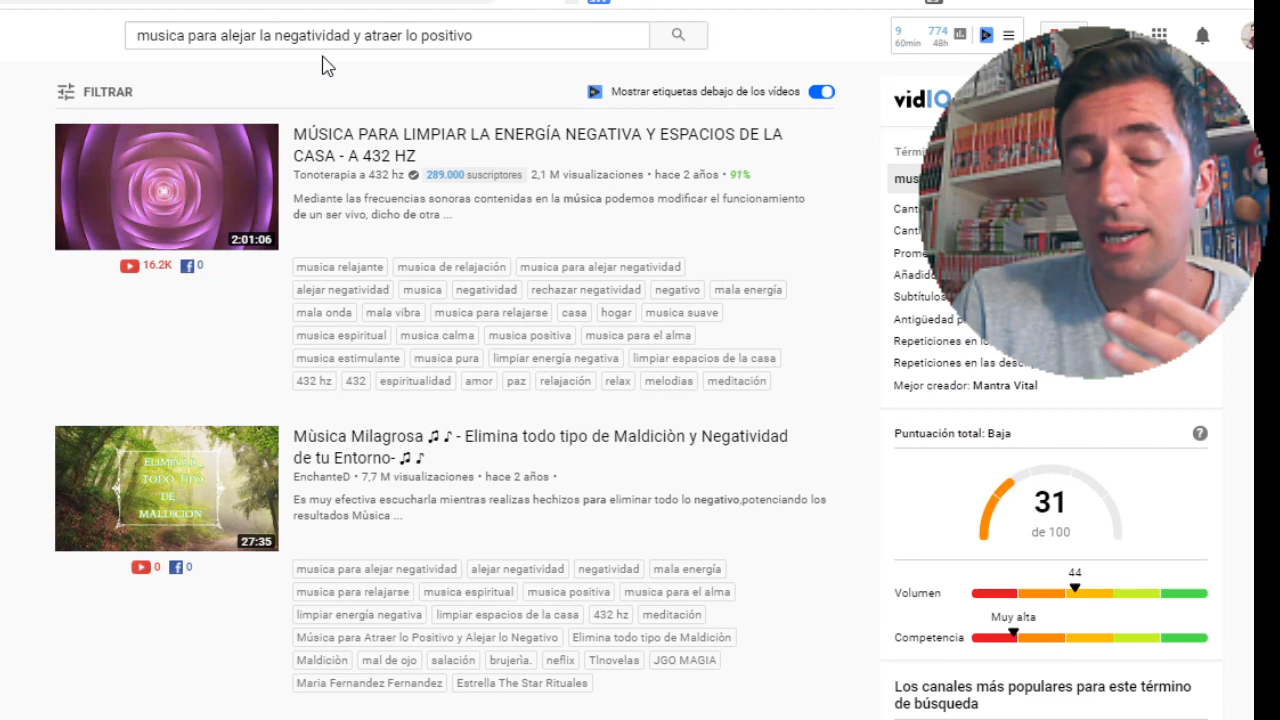 musica para alejar la negatividad y atraer lo positivo
9 774
60min 48h
FILTRAR
Mostrar etiquetas debajo de los vídeos
MÚSICA PARA LIMPIAR LA ENERGÍA NEGATIVA Y ESPACIOS DE LA
CASA - A 432 HZ
Tonoterapia a 432 hz 289.000 suscriptores 2,1 M visualizaciones • hace 2 años • 91%
Mediante las frecuencias sonoras contenidas en la música podemos modificar el funcionamiento
de un ser vivo, dicho de otra ...
2:01:06
16.2K 0
musica relajante musica de relajación musica para alejar negatividad
alejar negatividad musica negatividad rechazar negatividad negativo mala energía
mala onda mala vibra musica para relajarse casa hogar musica suave
musica espiritual musica calma musica positiva musica para el alma
musica estimulante musica pura limpiar energía negativa limpiar espacios de la casa
432 hz 432 espiritualidad amor paz relajación relax melodias meditación
Mùsica Milagrosa ♫ ♪ - Elimina todo tipo de Maldiciòn y Negatividad
de tu Entorno- ♫ ♪
EnchanteD • 7,7 M visualizaciones • hace 2 años •
Es muy efectiva escucharla mientras realizas hechizos para eliminar todo lo negativo,potenciando los
resultados Mùsica ...
ELIMINAR
TODO TIPO
DE
MALDICION
27:35
0 0
musica para alejar negatividad alejar negatividad negatividad mala energía
musica para relajarse musica espiritual musica positiva musica para el alma
limpiar energía negativa limpiar espacios de la casa 432 hz meditación
Música para Atraer lo Positivo y Alejar lo Negativo Elimina todo tipo de Maldiciòn
Maldiciòn mal de ojo salación brujería. neflix Tlnovelas JGO MAGIA
Maria Fernandez Fernandez Estrella The Star Rituales
vidIQ
Mejor creador: Mantra Vital
Puntuación total: Baja
31
de 100
44
Volumen
Muy alta
Competencia
Los canales más populares para este término
de búsqueda